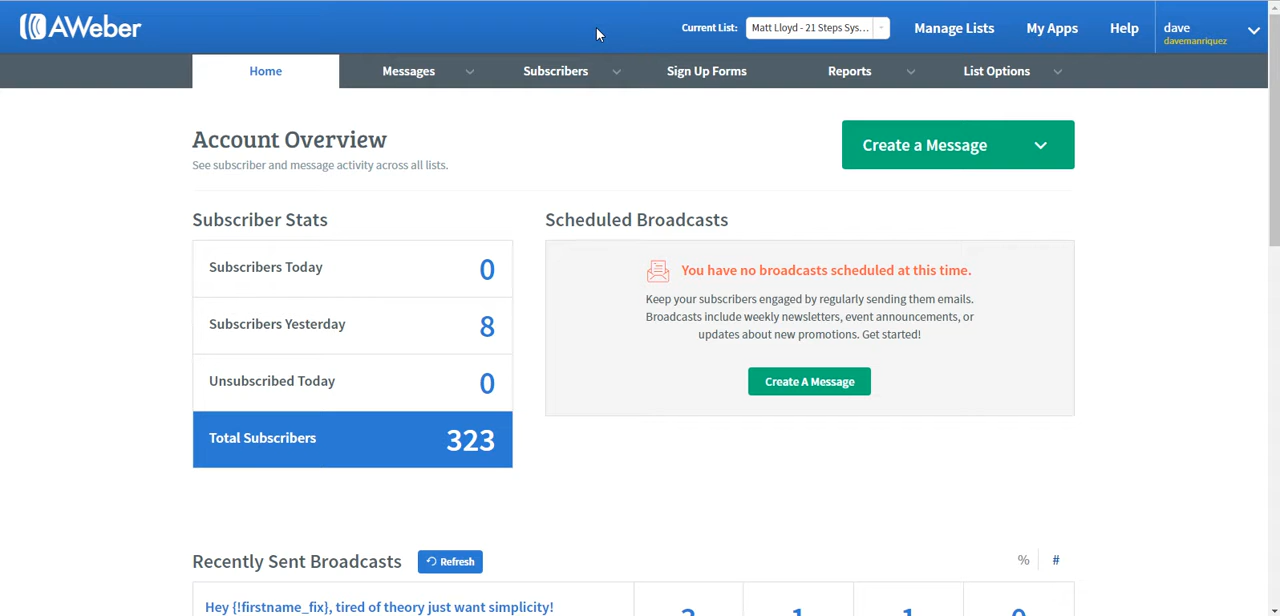 AWeber
Current List: Matt Lloyd - 21 Steps Sys...
Manage Lists
My Apps
Help
dave
davemanriquez
Home
Messages
Subscribers
Sign Up Forms
Reports
List Options
Account Overview
See subscriber and message activity across all lists.
Create a Message
Subscriber Stats
Subscribers Today 0
Subscribers Yesterday 8
Unsubscribed Today 0
Total Subscribers 323
Scheduled Broadcasts
You have no broadcasts scheduled at this time.
Keep your subscribers engaged by regularly sending them emails.
Broadcasts include weekly newsletters, event announcements, or
updates about new promotions. Get started!
Create A Message
Recently Sent Broadcasts
Refresh
% #
Hey {!firstname_fix}, tired of theory just want simplicity!